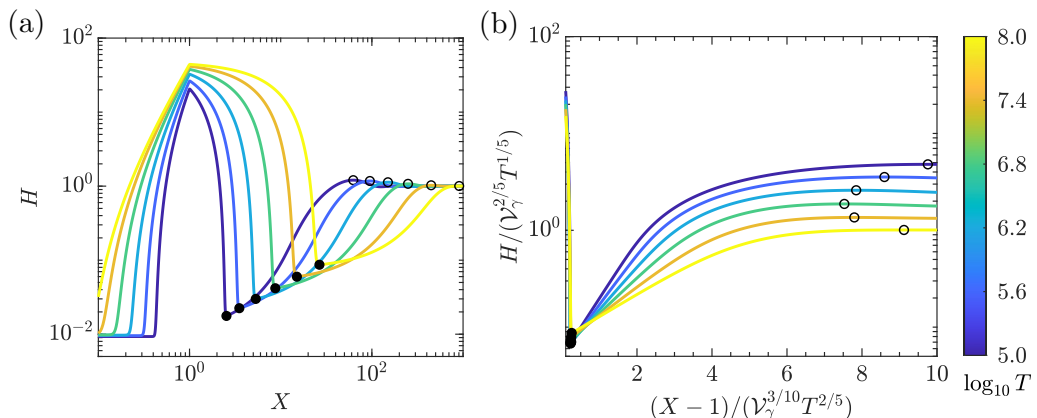 (a)
10^2
10^0
10^{-2}
H
10^0
10^2
X
(b)
10^2
10^0
H/(𝒱_γ^{2/5} T^{1/5})
2
4
6
8
10
(X − 1)/(𝒱_γ^{3/10} T^{2/5})
8.0
7.4
6.8
6.2
5.6
5.0
log_{10} T